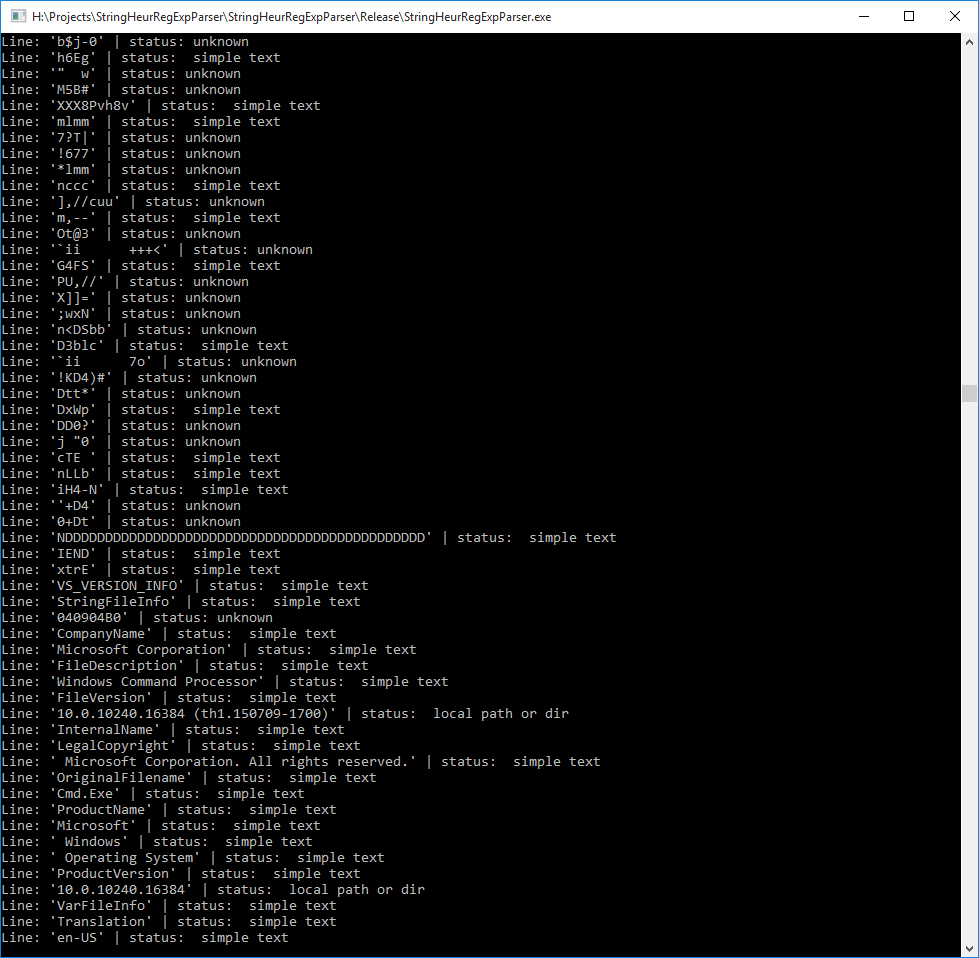 H:\Projects\StringHeurRegExpParser\StringHeurRegExpParser\Release\StringHeurRegExpParser.exe
Line: 'b$j-0' | status: unknown
Line: 'h6Eg' | status:  simple text
Line: '"  w' | status: unknown
Line: 'M5B#' | status: unknown
Line: 'XXX8Pvh8v' | status:  simple text
Line: 'mlmm' | status:  simple text
Line: '7?T|' | status: unknown
Line: '!677' | status: unknown
Line: '*lmm' | status: unknown
Line: 'nccc' | status:  simple text
Line: '],//cuu' | status: unknown
Line: 'm,--' | status:  simple text
Line: 'Ot@3' | status: unknown
Line: '`ii      +++<' | status: unknown
Line: 'G4FS' | status:  simple text
Line: 'PU,//' | status: unknown
Line: 'X]]=' | status: unknown
Line: ';wxN' | status: unknown
Line: 'n<DSbb' | status: unknown
Line: 'D3blc' | status:  simple text
Line: '`ii      7o' | status: unknown
Line: '!KD4)#' | status: unknown
Line: 'Dtt*' | status: unknown
Line: 'DxWp' | status:  simple text
Line: 'DD0?' | status: unknown
Line: 'j "0' | status: unknown
Line: 'cTE ' | status:  simple text
Line: 'nLLb' | status:  simple text
Line: 'iH4-N' | status:  simple text
Line: ''+D4' | status: unknown
Line: '0+Dt' | status: unknown
Line: 'NDDDDDDDDDDDDDDDDDDDDDDDDDDDDDDDDDDDDDDDDDDDDD' | status:  simple text
Line: 'IEND' | status:  simple text
Line: 'xtrE' | status:  simple text
Line: 'VS_VERSION_INFO' | status:  simple text
Line: 'StringFileInfo' | status:  simple text
Line: '040904B0' | status: unknown
Line: 'CompanyName' | status:  simple text
Line: 'Microsoft Corporation' | status:  simple text
Line: 'FileDescription' | status:  simple text
Line: 'Windows Command Processor' | status:  simple text
Line: 'FileVersion' | status:  simple text
Line: '10.0.10240.16384 (th1.150709-1700)' | status:  local path or dir
Line: 'InternalName' | status:  simple text
Line: 'LegalCopyright' | status:  simple text
Line: ' Microsoft Corporation. All rights reserved.' | status:  simple text
Line: 'OriginalFilename' | status:  simple text
Line: 'Cmd.Exe' | status:  simple text
Line: 'ProductName' | status:  simple text
Line: 'Microsoft' | status:  simple text
Line: ' Windows' | status:  simple text
Line: ' Operating System' | status:  simple text
Line: 'ProductVersion' | status:  simple text
Line: '10.0.10240.16384' | status:  local path or dir
Line: 'VarFileInfo' | status:  simple text
Line: 'Translation' | status:  simple text
Line: 'en-US' | status:  simple text